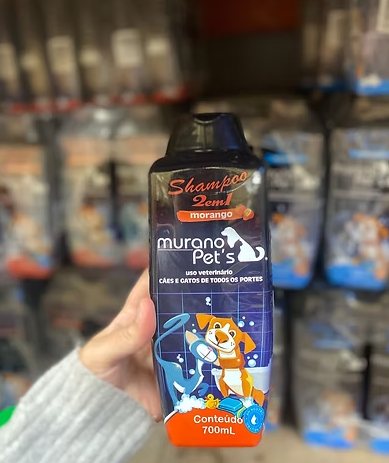 Shampoo
2em1
morango
murano
Pet's
uso veterinário
CÃES E GATOS DE TODOS OS PORTES
Conteúdo
700mL